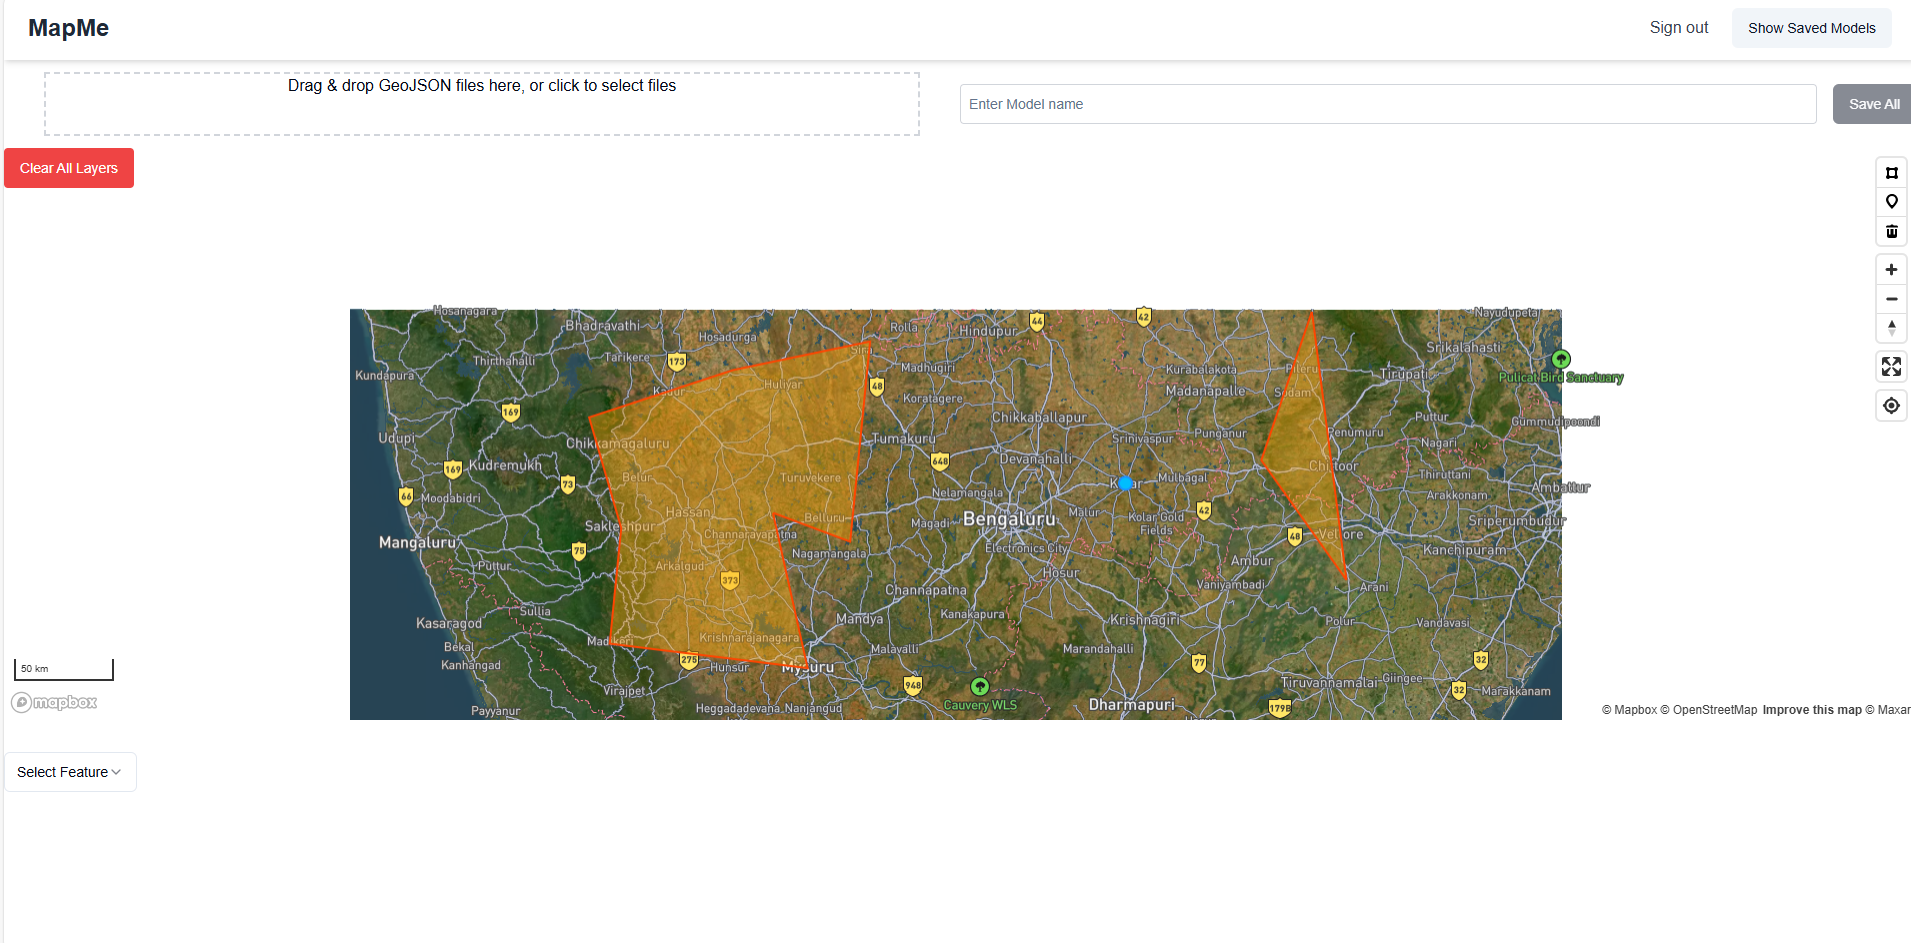 MapMe
Sign out
Show Saved Models
Drag & drop GeoJSON files here, or click to select files
Enter Model name
Save All
Clear All Layers
Hosanagara
Bhadravathi
Hosadurga
Rolla
Hindupur
44
42
Nayudupeta
Thirthahalli
Tarikere
173
Sira
Madhugiri
Kurabalakota
Pileru
Tirupati
Srikalahasti
Pulicat Bird Sanctuary
Kundapura
Kadur
Huliyar
48
Koratagere
Madanapalle
Sodam
169
Chikkaballapur
Puttur
Gummudipoondi
Udupi
Chikkamagaluru
Tumakuru
Srinivaspur
Punganur
Penumuru
Nagari
169
Kudremukh
Belur
Turuvekere
648
Devanahalli
Chittoor
Thiruttani
66
Moodabidri
73
Nelamangala
Kolar
Mulbagal
Arakkonam
Ambattur
Sakleshpur
Hassan
Belluru
Magadi
Bengaluru
Malur
Kolar Gold
Fields
42
Sriperumbudur
Mangaluru
75
Channarayapatna
Nagamangala
Electronics City
48
Vellore
Kanchipuram
Puttur
Arkalgud
373
Channapatna
Hosur
Ambur
Vaniyambadi
Arani
Sullia
Kasaragod
Mandya
Kanakapura
Krishnagiri
Polur
Vandavasi
Bekal
Kanhangad
Madikeri
Krishnarajanagara
275
Hunsur
Mysuru
Malavalli
Marandahalli
77
32
50 km
Virajpet
948
Cauvery WLS
Tiruvannamalai
Gingee
32
Marakkanam
mapbox
Payyanur
Heggadadevana
Nanjangud
Dharmapuri
179B
© Mapbox © OpenStreetMap Improve this map © Maxar
Select Feature